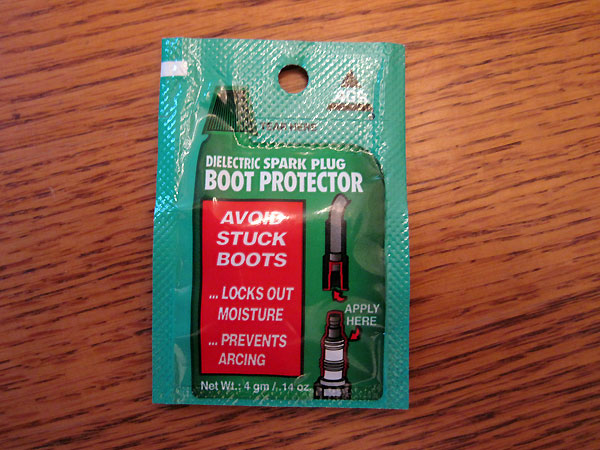 AGS
TEAR HERE
DIELECTRIC SPARK PLUG
BOOT PROTECTOR
AVOID
STUCK
BOOTS
... LOCKS OUT
MOISTURE
... PREVENTS
ARCING
APPLY
HERE
Net Wt.: 4 gm / .14 oz.